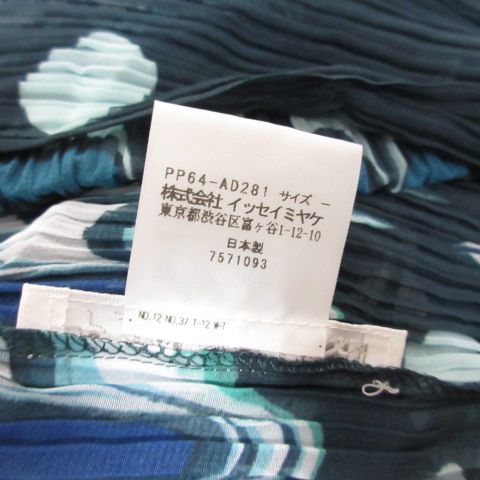 PP64-AD281 サイズ －
株式会社 イッセイミヤケ
東京都渋谷区富ヶ谷1-12-10
日本製
7571093
NO.12 NO.37 T-12 W-T